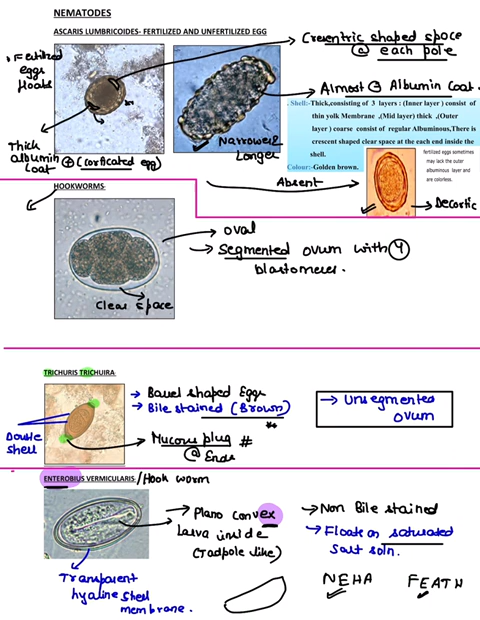 NEMATODES
ASCARIS LUMBRICOIDES- FERTILIZED AND UNFERTILIZED EGG
Cresentric shaped space
@ each pole
Fertilized
eggs
floats
Almost ⊖ Albumin Coat.
Shell:-Thick,consisting of 3 layers : (Inner layer ) consist of
thin yolk Membrane ,(Mid layer) thick ,(Outer
layer ) coarse consist of regular Albuminous,There is
crescent shaped clear space at the each end inside the
shell.
Colour:-Golden brown.
fertilized eggs sometimes
may lack the outer
albuminous layer and
are colorless.
Narrower &
Longer
Thick
albumin ⊕ (corticated egg)
Coat
Absent
Decortic
HOOKWORMS
oval
Segmented ovum with 4
blastomeres.
Clear space
TRICHURIS TRICHUIRA
Barrel shaped Eggs
Bile stained (Brown)
Unsegmented
ovum
Double
shell
Mucous plug #
@ Ends
ENTEROBIUS VERMICULARIS/Hook worm
Plano convex
Larva inside
(Tadpole like)
Non Bile stained
Floats on saturated
salt soln.
Transparent
hyaline shell
membrane.
NEHA
FEATH